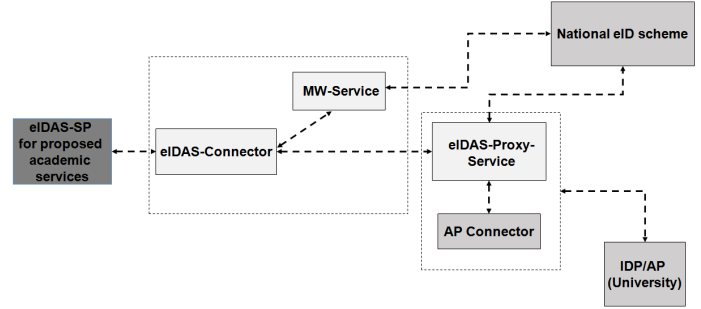 National eID scheme
MW-Service
eIDAS-SP
for proposed
academic
services
eIDAS-Connector
eIDAS-Proxy-
Service
AP Connector
IDP/AP
(University)